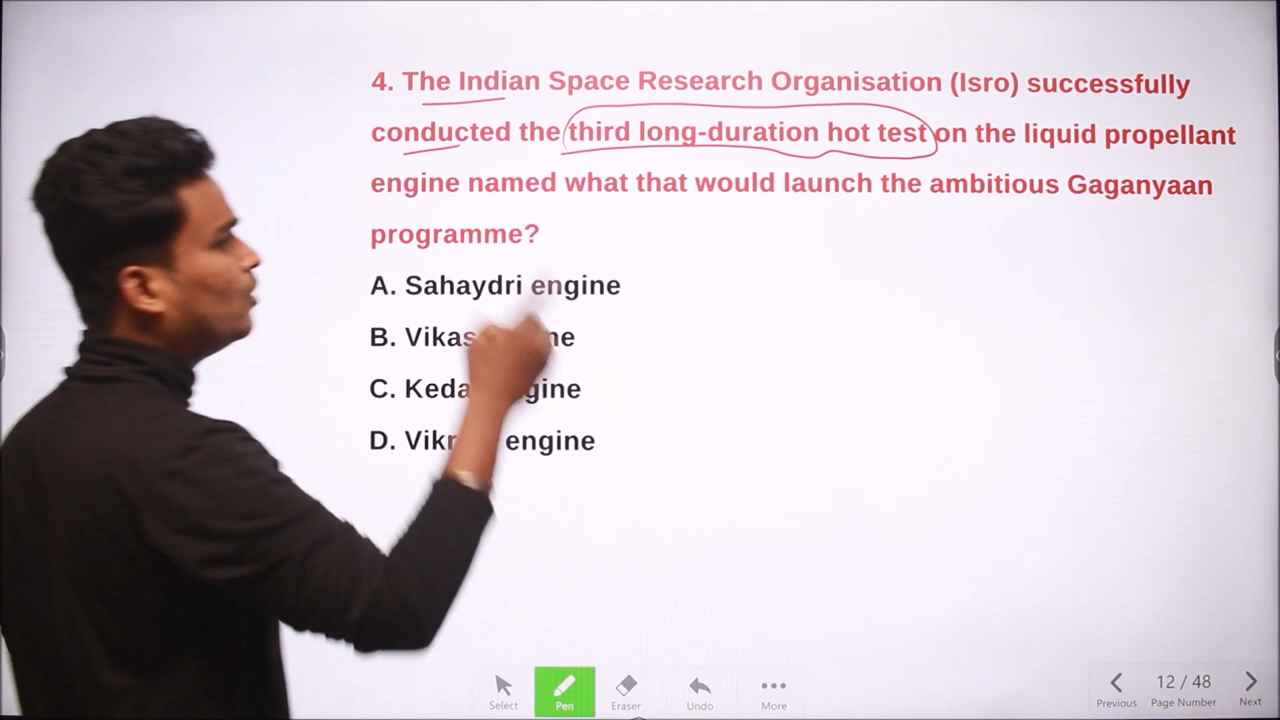 4. The Indian Space Research Organisation (Isro) successfully
conducted the third long-duration hot test on the liquid propellant
engine named what that would launch the ambitious Gaganyaan
programme?
A. Sahaydri engine
B. Vikas
C.
D. engine
Select
Pen
Eraser
Undo
More
Previous
12 / 48
Page Number
Next